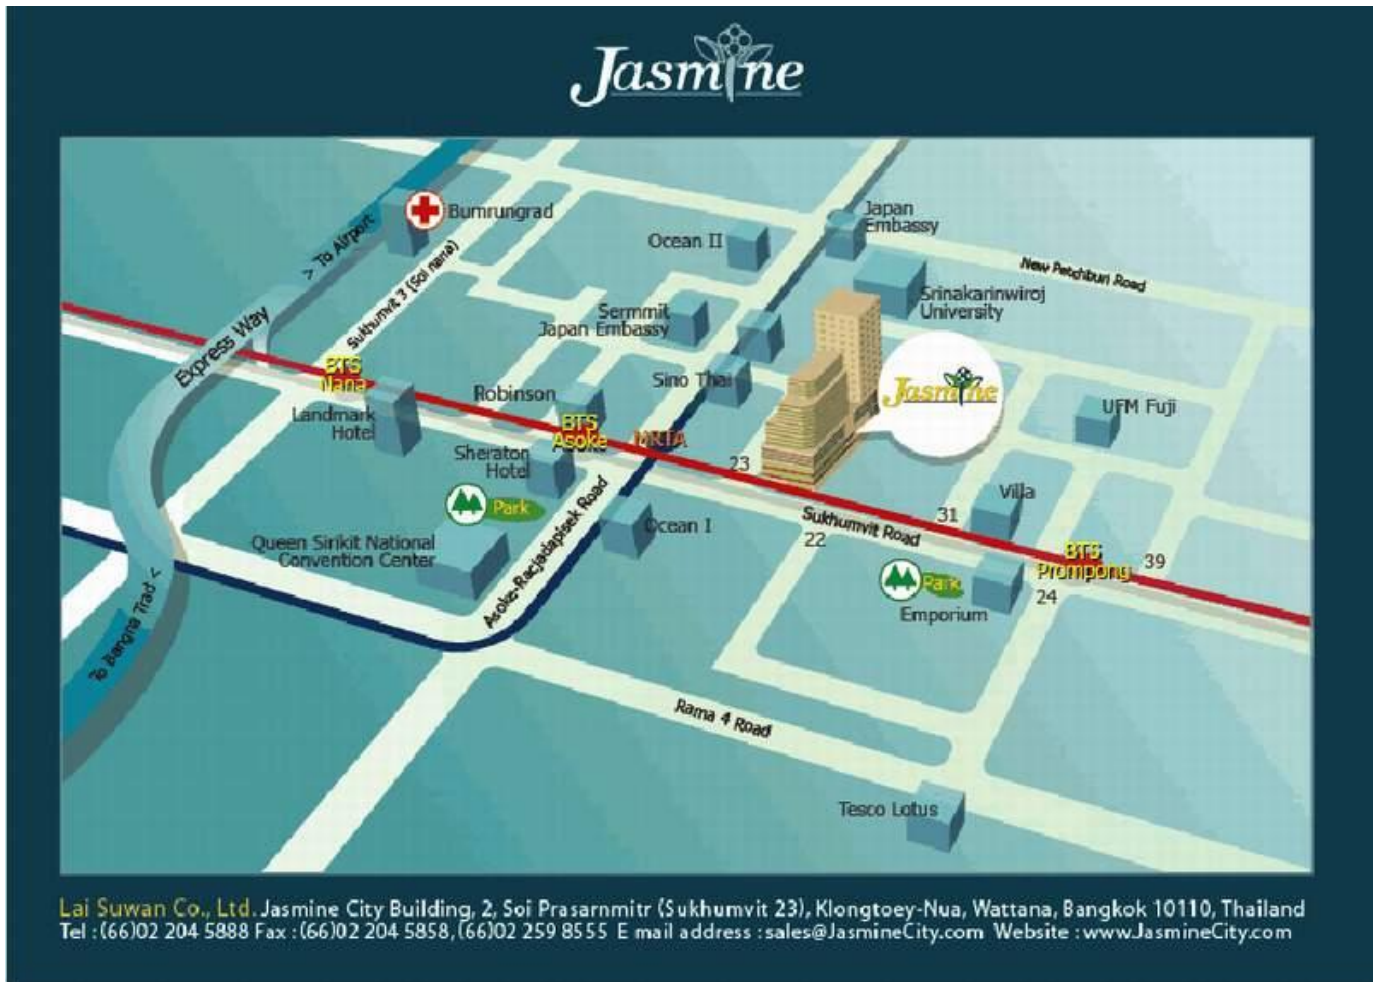 Jasmine
Bumrungrad
Japan
Embassy
> To Airport
Ocean II
Sukhumvit 3 (Soi nana)
New Petchburi Road
Srinakarinwiroj
University
Sermmit
Japan Embassy
Express Way
BTS
Nana
Sino Thai
Jasmine
Robinson
Landmark
Hotel
UFM Fuji
BTS
Asoke
Asoke
MRTA
Sheraton
Hotel
23
Park
Villa
31
Sukhumvit Road
22
Ocean I
Asoke-Racjadapisek Road
Queen Sirikit National
Convention Center
BTS
Prompong
39
Park
24
Emporium
To Bangna Trad <
Rama 4 Road
Tesco Lotus
Lai Suwan Co., Ltd. Jasmine City Building, 2, Soi Prasarnmitr (Sukhumvit 23), Klongtoey-Nua, Wattana, Bangkok 10110, Thailand
Tel : (66)02 204 5888 Fax : (66)02 204 5858, (66)02 259 8555 E mail address : sales@JasmineCity.com Website : www.JasmineCity.com